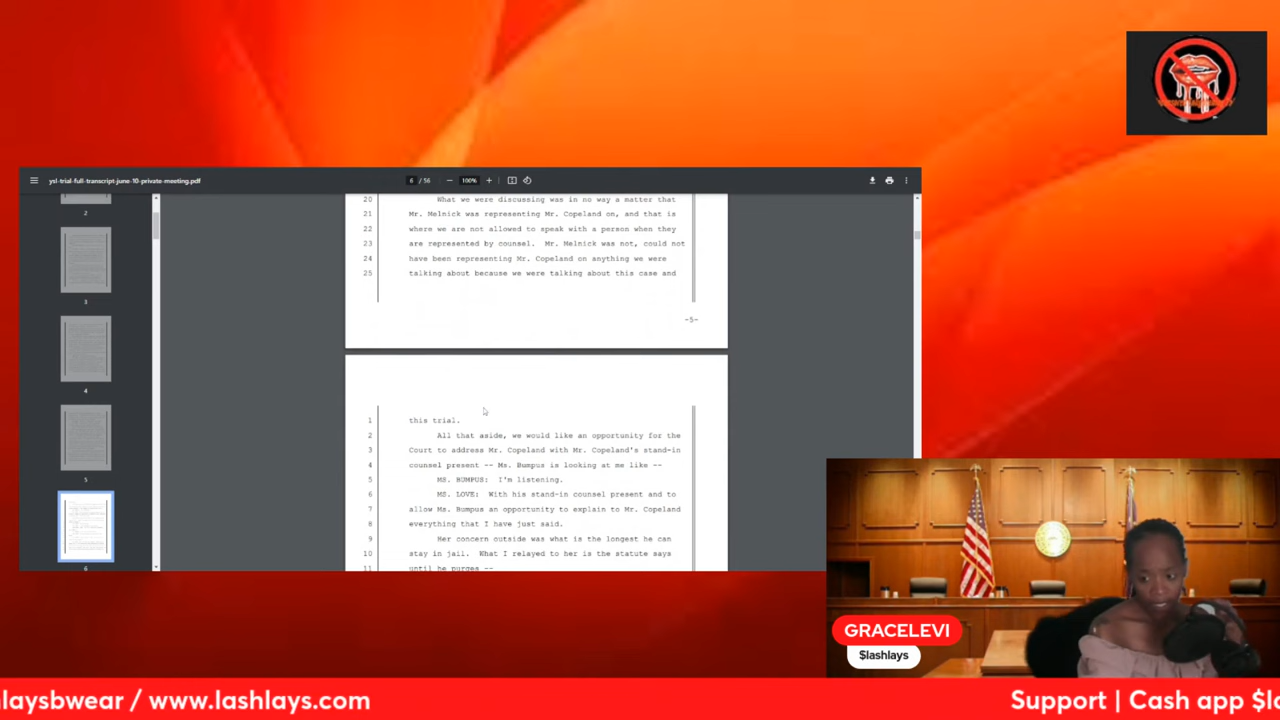 ysl-trial-full-transcript-june-10-private-meeting.pdf
6 / 56
100%
2
3
4
5
6
20 What we were discussing was in no way a matter that
21 Mr. Melnick was representing Mr. Copeland on, and that is
22 where we are not allowed to speak with a person when they
23 are represented by counsel. Mr. Melnick was not, could not
24 have been representing Mr. Copeland on anything we were
25 talking about because we were talking about this case and
-5-
1 this trial.
2 All that aside, we would like an opportunity for the
3 Court to address Mr. Copeland with Mr. Copeland's stand-in
4 counsel present -- Ms. Bumpus is looking at me like --
5 MS. BUMPUS: I'm listening.
6 MS. LOVE: With his stand-in counsel present and to
7 allow Ms. Bumpus an opportunity to explain to Mr. Copeland
8 everything that I have just said.
9 Her concern outside was what is the longest he can
10 stay in jail. What I relayed to her is the statute says
11 until he purges --
GRACELEVI
$lashlays
laysbwear / www.lashlays.com
Support | Cash app $la